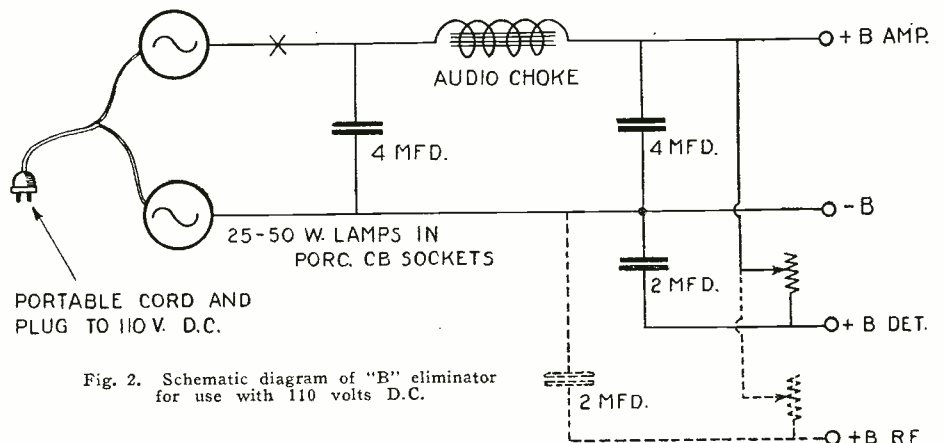 + B AMP.
AUDIO CHOKE
4 MFD.
4 MFD.
- B
25-50 W. LAMPS IN
PORC. CB SOCKETS
2 MFD.
PORTABLE CORD AND
PLUG TO 110 V. D.C.
+ B DET.
Fig. 2. Schematic diagram of "B" eliminator
for use with 110 volts D.C.
2 MFD.
+B RF